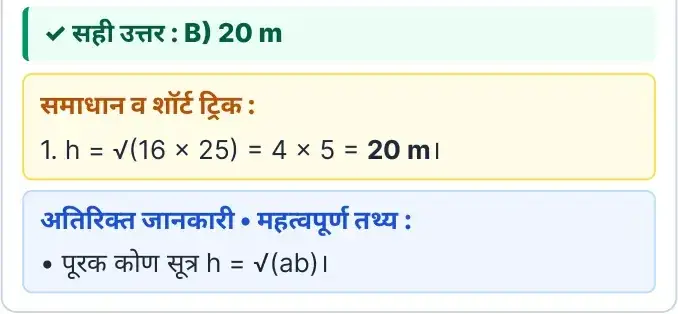 ✓ सही उत्तर : B) 20 m
समाधान व शॉर्ट ट्रिक :
1. h = √(16 × 25) = 4 × 5 = 20 m।
अतिरिक्त जानकारी • महत्वपूर्ण तथ्य :
• पूरक कोण सूत्र h = √(ab)।